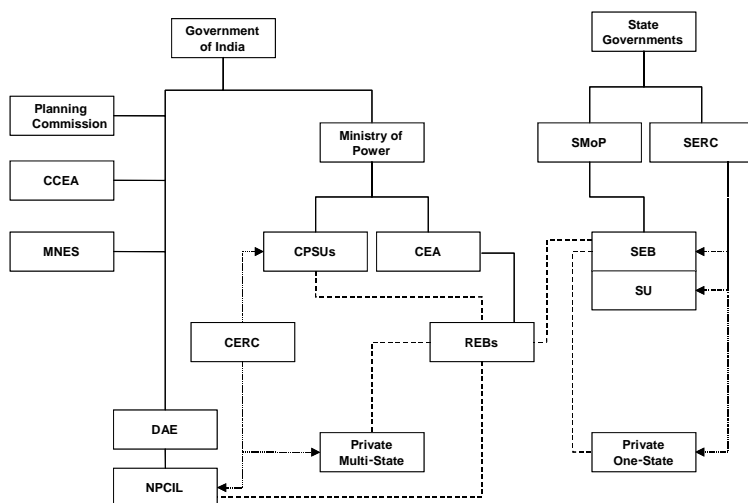 Government
of India
State
Governments
Planning
Commission
Ministry of
Power
SMoP
SERC
CCEA
MNES
CPSUs
CEA
SEB
SU
CERC
REBs
DAE
Private
Multi-State
Private
One-State
NPCIL